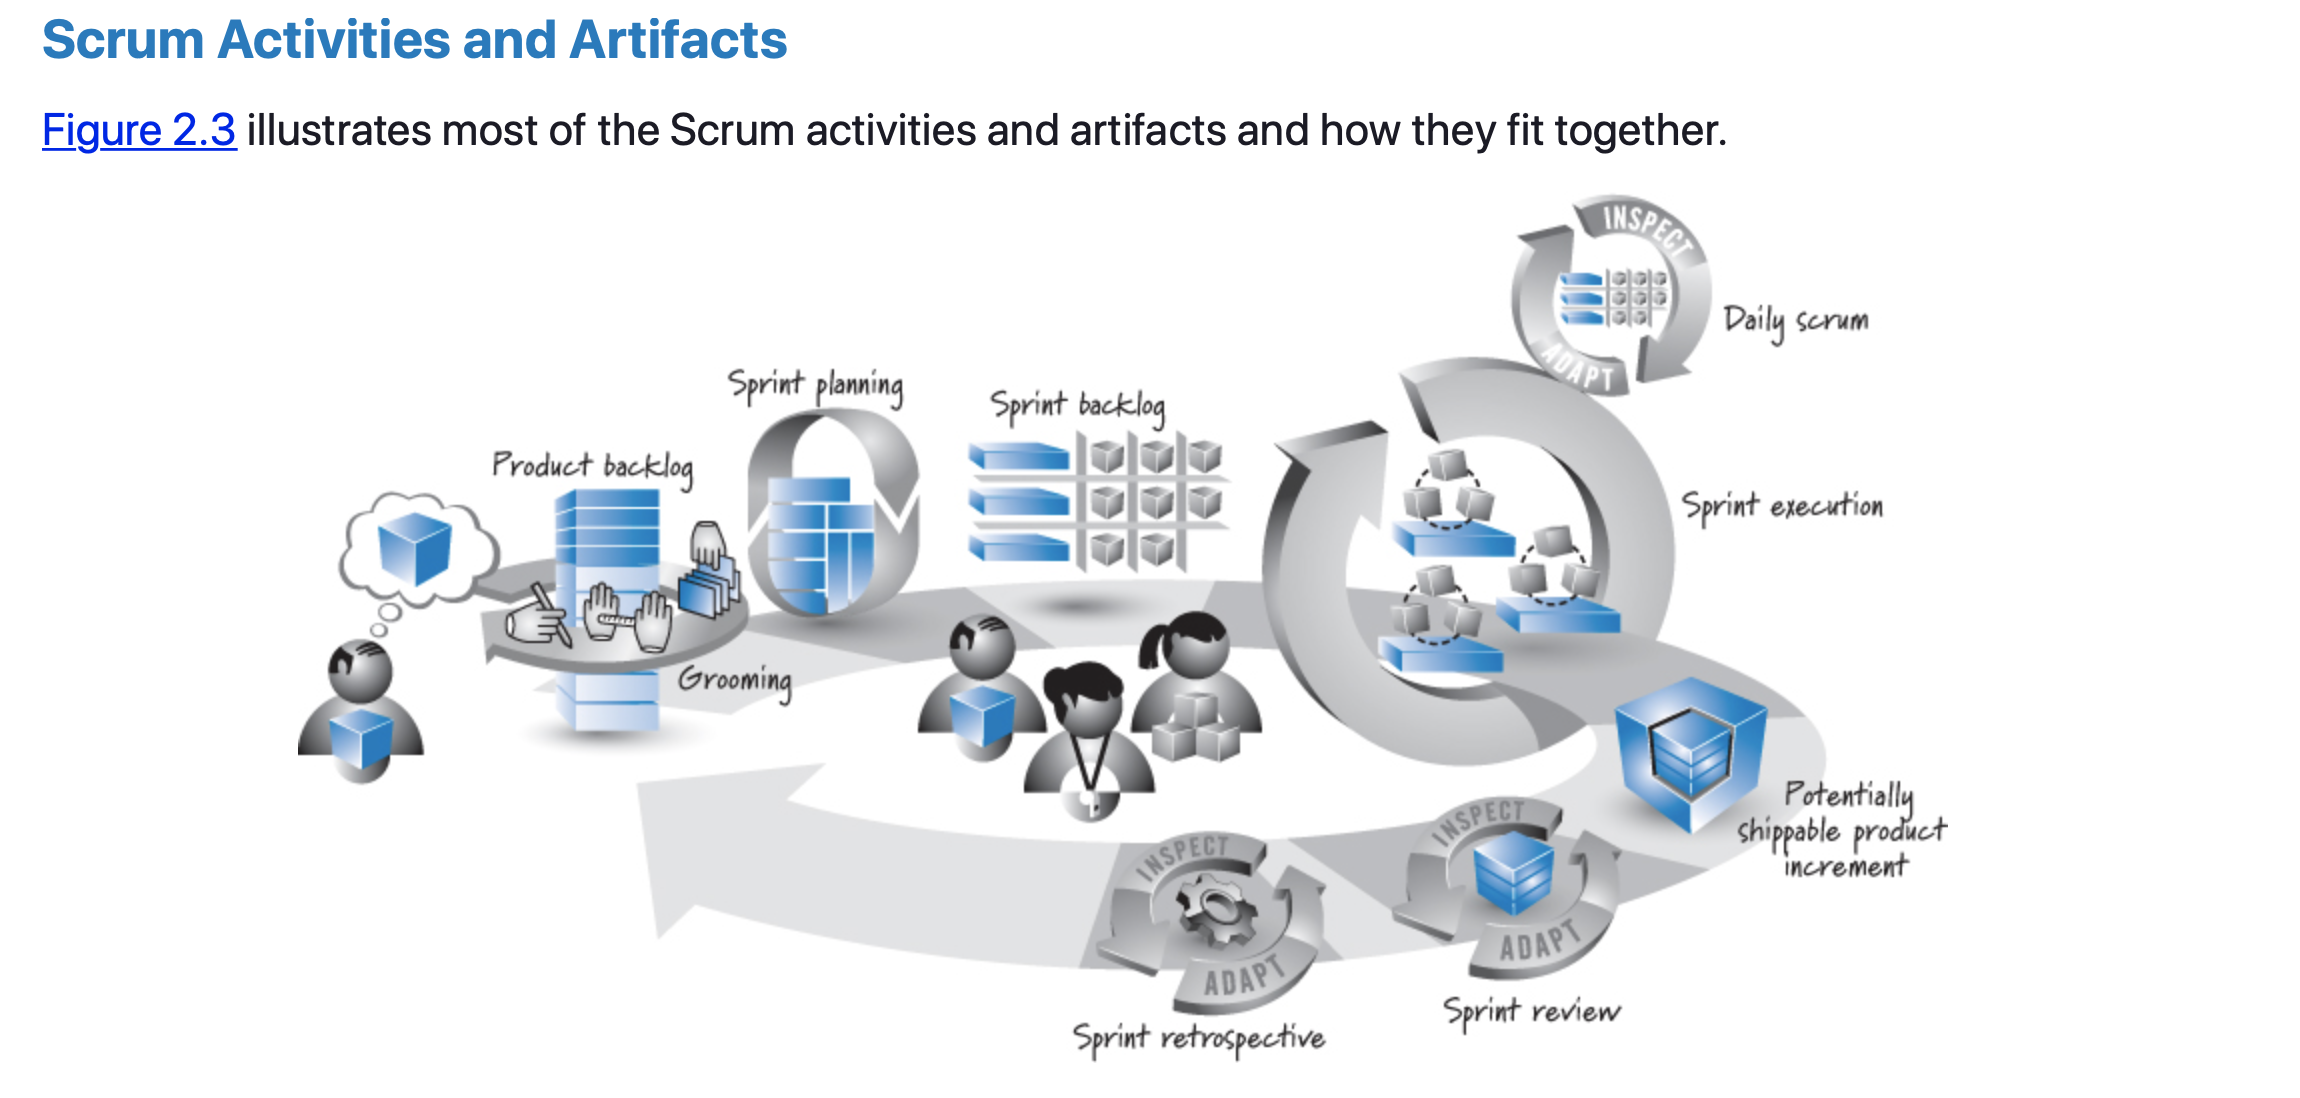 Scrum Activities and Artifacts
Figure 2.3 illustrates most of the Scrum activities and artifacts and how they fit together.
INSPECT
ADAPT
Daily scrum
Sprint planning
Sprint backlog
Product backlog
Sprint execution
Grooming
Potentially
shippable product
increment
INSPECT
ADAPT
Sprint review
INSPECT
ADAPT
Sprint retrospective